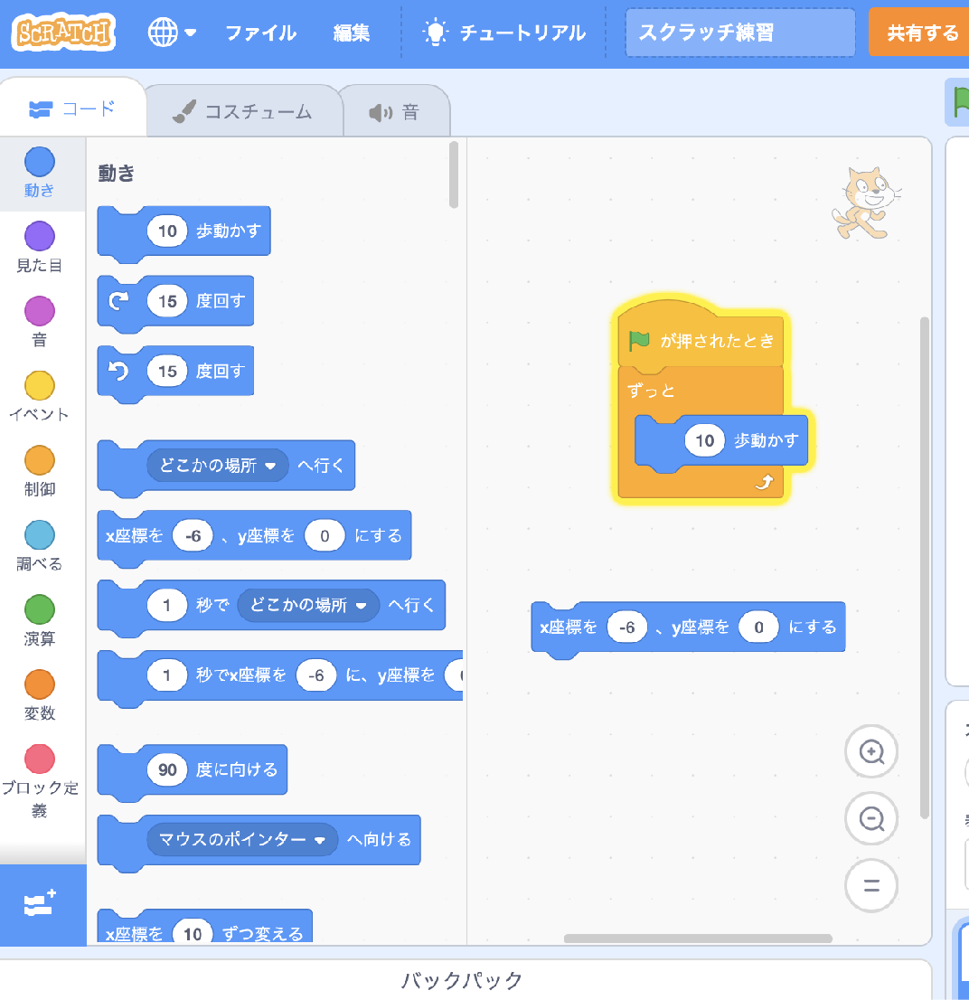 SCRATCH ファイル 編集 チュートリアル スクラッチ練習 共有する
コード コスチューム 音
動き
見た目
音
イベント
制御
調べる
演算
変数
ブロック定
義
動き
10 歩動かす
15 度回す
15 度回す
どこかの場所 へ行く
x座標を -6 、y座標を 0 にする
1 秒で どこかの場所 へ行く
1 秒でx座標を -6 に、y座標を
90 度に向ける
マウスのポインター へ向ける
x座標を 10 ずつ変える
が押されたとき
ずっと
10 歩動かす
x座標を -6 、y座標を 0 にする
バックパック